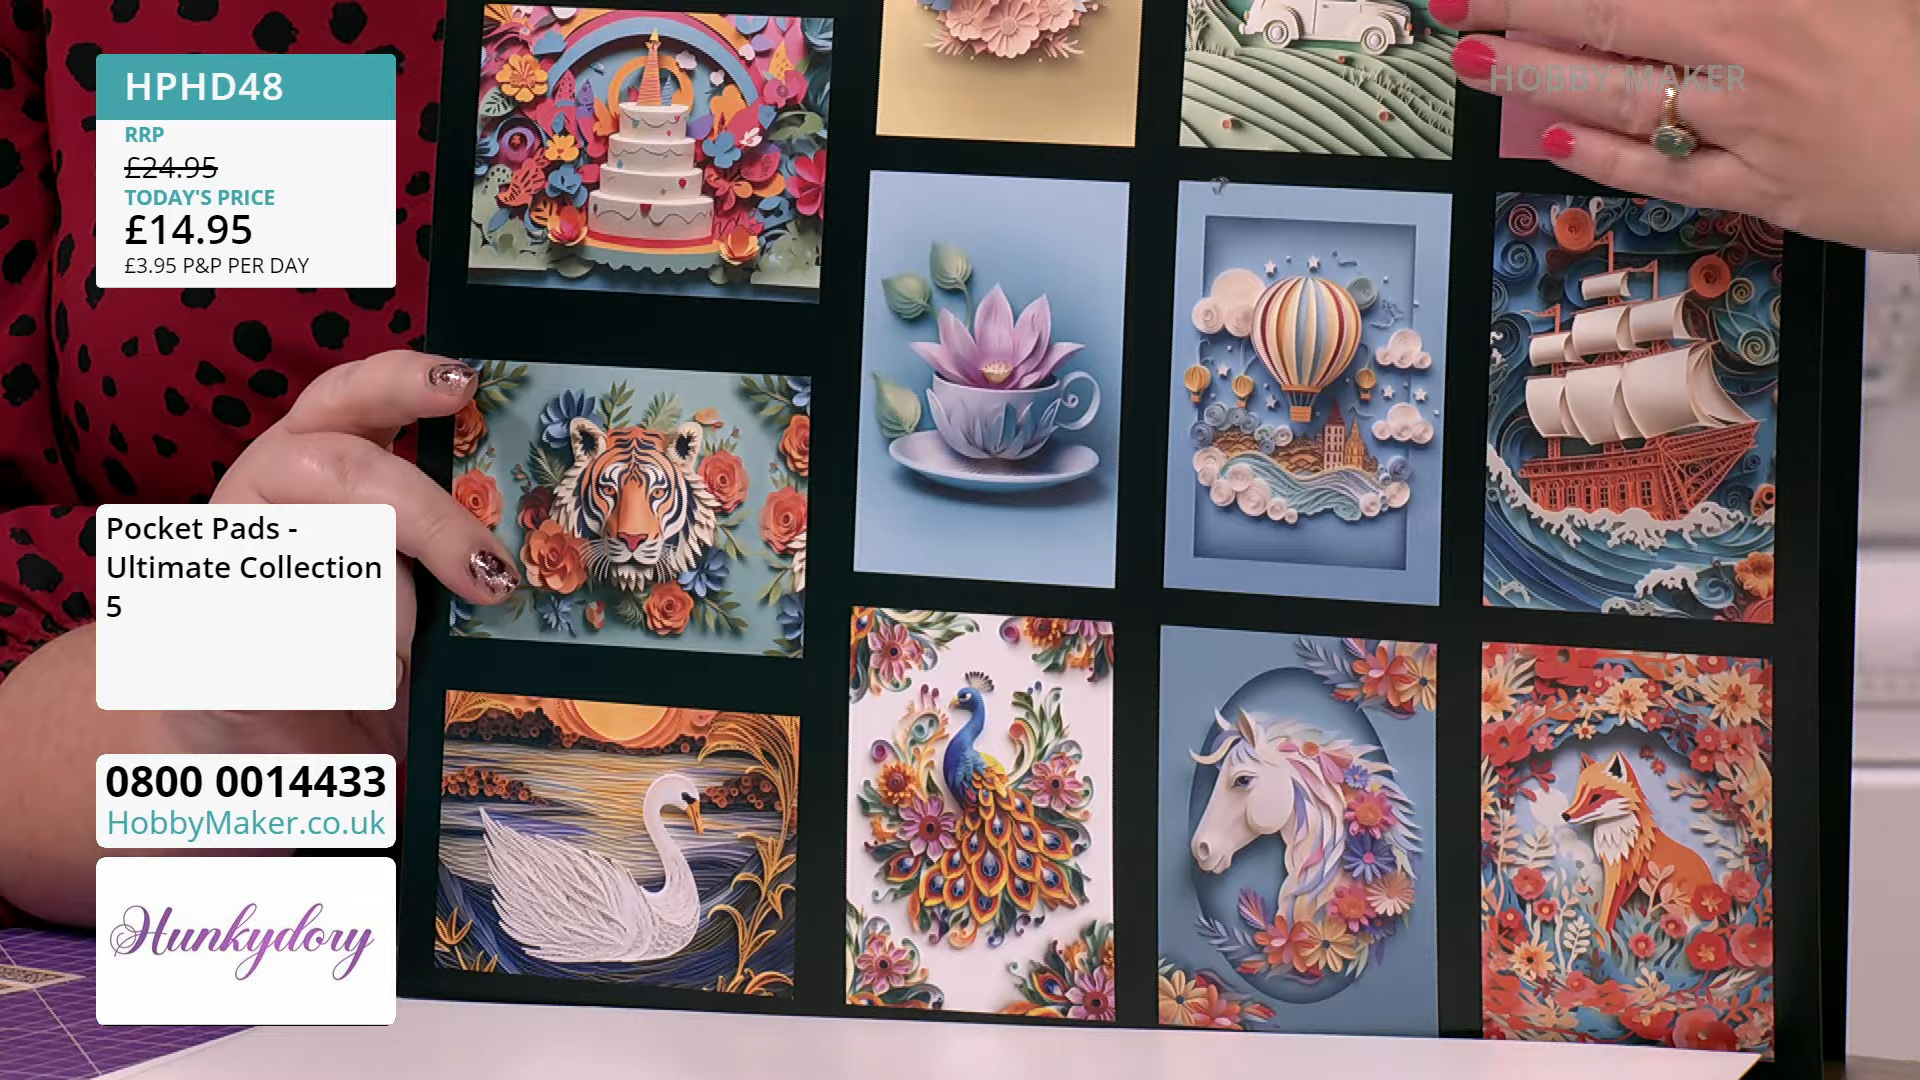 HPHD48
RRP
£24.95
TODAY'S PRICE
£14.95
£3.95 P&P PER DAY
HOBBY MAKER
Pocket Pads -
Ultimate Collection
5
0800 0014433
HobbyMaker.co.uk
Hunkydory